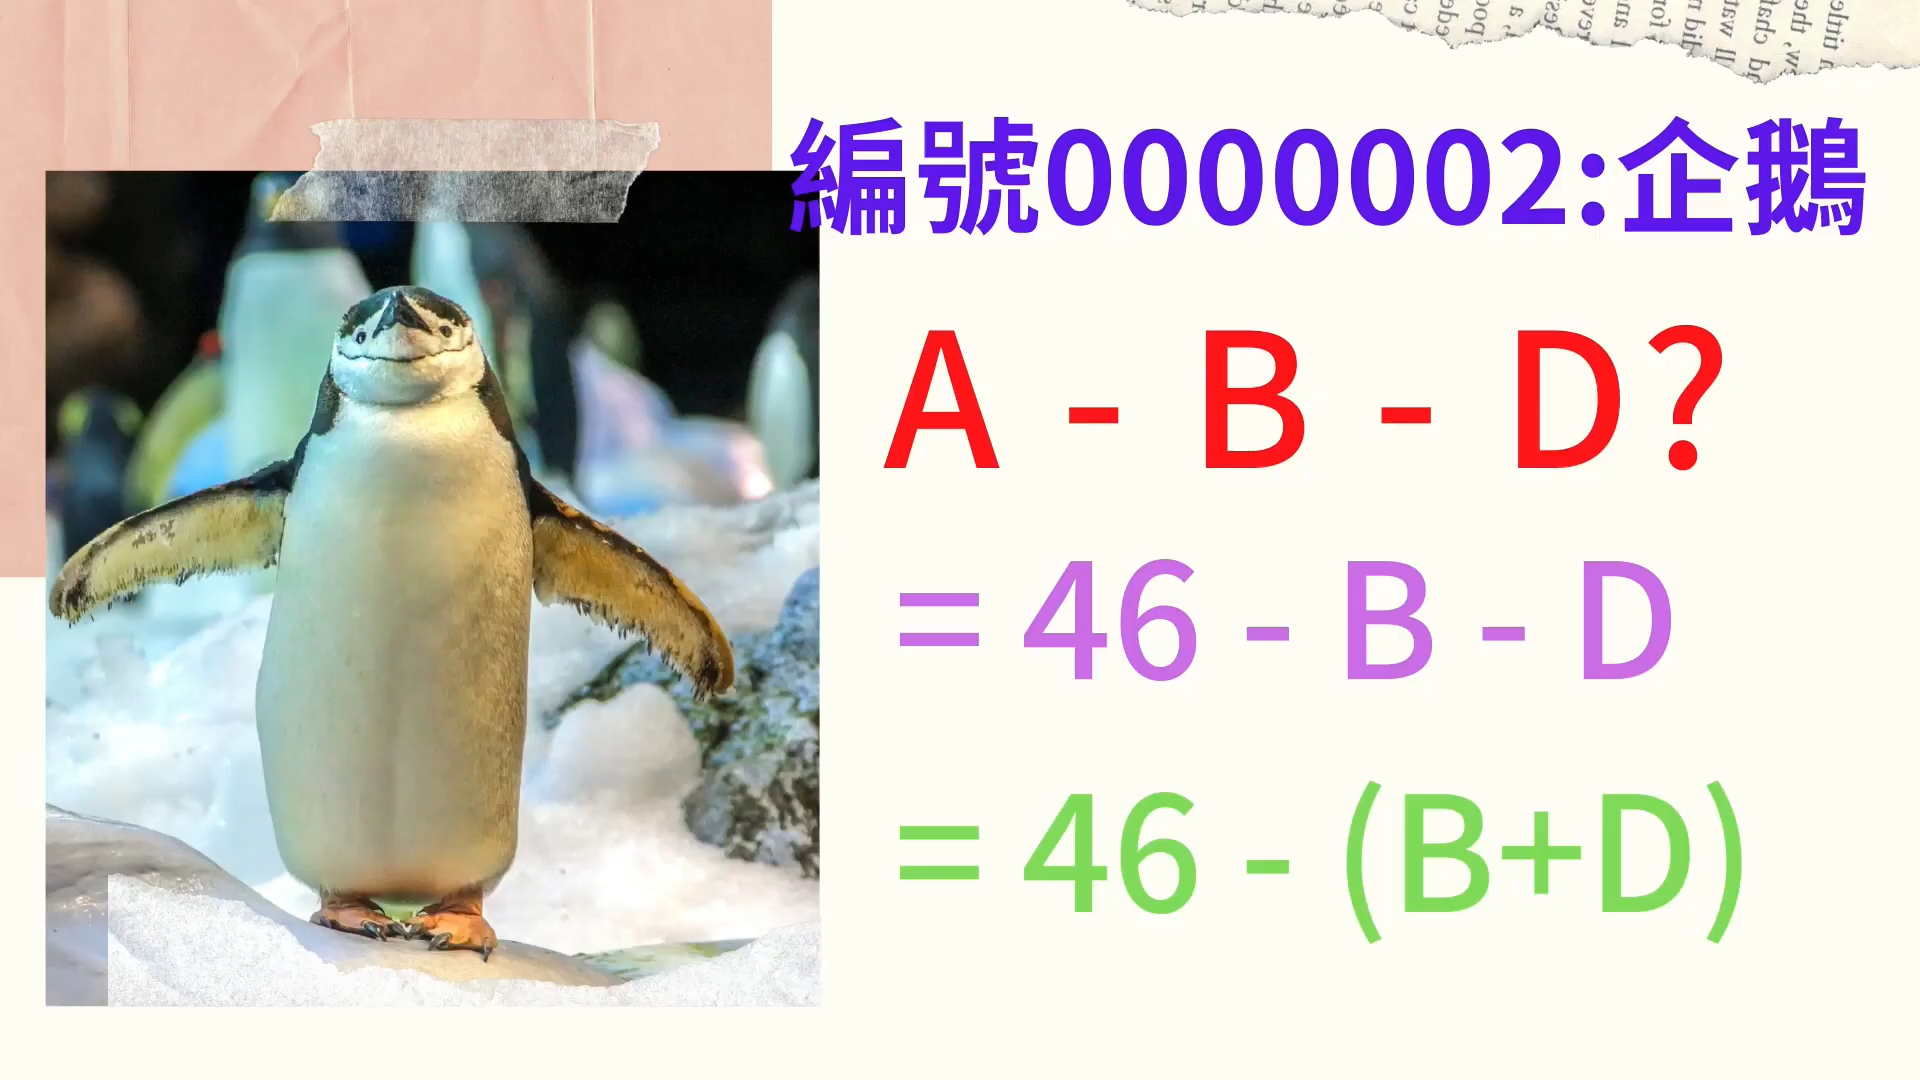 編號0000002:企鵝
A - B - D?
= 46 - B - D
= 46 - (B+D)